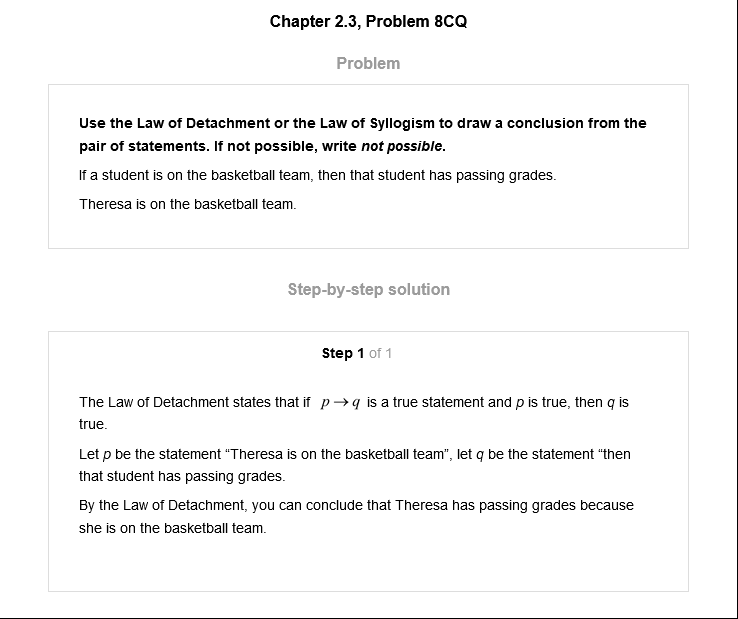 Chapter 2.3, Problem 8CQ
Problem
Use the Law of Detachment or the Law of Syllogism to draw a conclusion from the
pair of statements. If not possible, write not possible.
If a student is on the basketball team, then that student has passing grades.
Theresa is on the basketball team.
Step-by-step solution
Step 1 of 1
The Law of Detachment states that if p→q is a true statement and p is true, then q is
true.
Let p be the statement “Theresa is on the basketball team”, let q be the statement “then
that student has passing grades.
By the Law of Detachment, you can conclude that Theresa has passing grades because
she is on the basketball team.